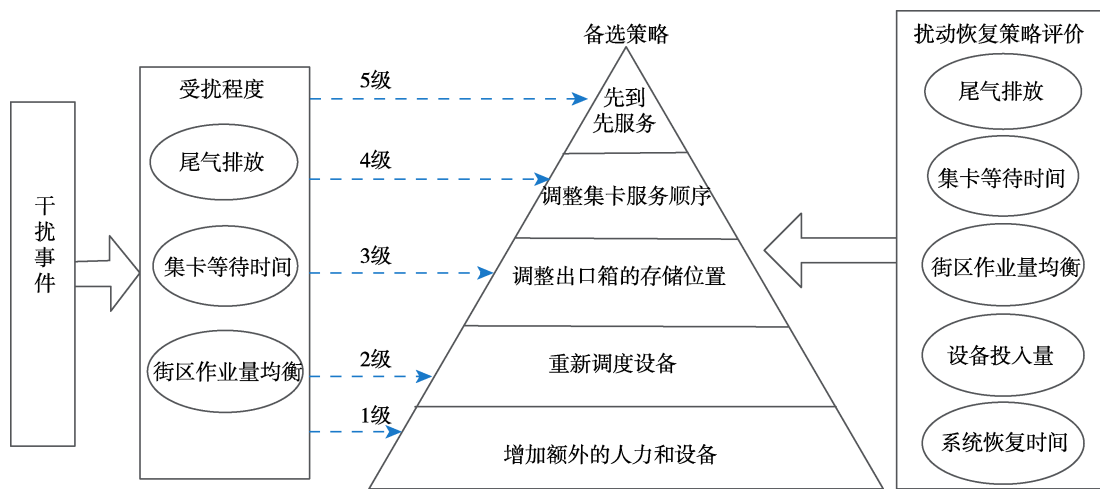 干扰事件
受扰程度
尾气排放
集卡等待时间
街区作业量均衡
5级
4级
3级
2级
1级
备选策略
先到
先服务
调整集卡服务顺序
调整出口箱的存储位置
重新调度设备
增加额外的人力和设备
扰动恢复策略评价
尾气排放
集卡等待时间
街区作业量均衡
设备投入量
系统恢复时间